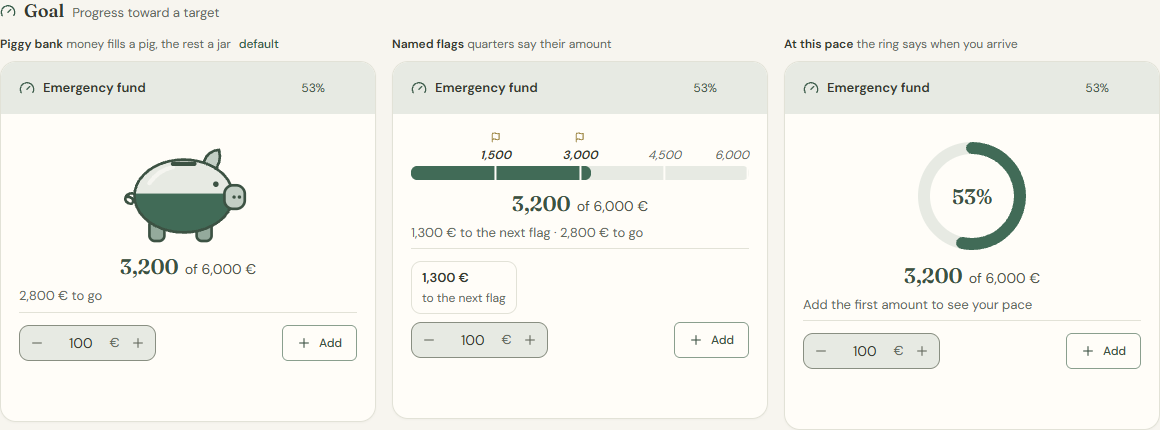 Goal Progress toward a target
Piggy bank money fills a pig, the rest a jar default
Emergency fund 53%
3,200 of 6,000 €
2,800 € to go
− 100 € + + Add
Named flags quarters say their amount
Emergency fund 53%
1,500 3,000 4,500 6,000
3,200 of 6,000 €
1,300 € to the next flag · 2,800 € to go
1,300 €
to the next flag
− 100 € + + Add
At this pace the ring says when you arrive
Emergency fund 53%
53%
3,200 of 6,000 €
Add the first amount to see your pace
− 100 € + + Add